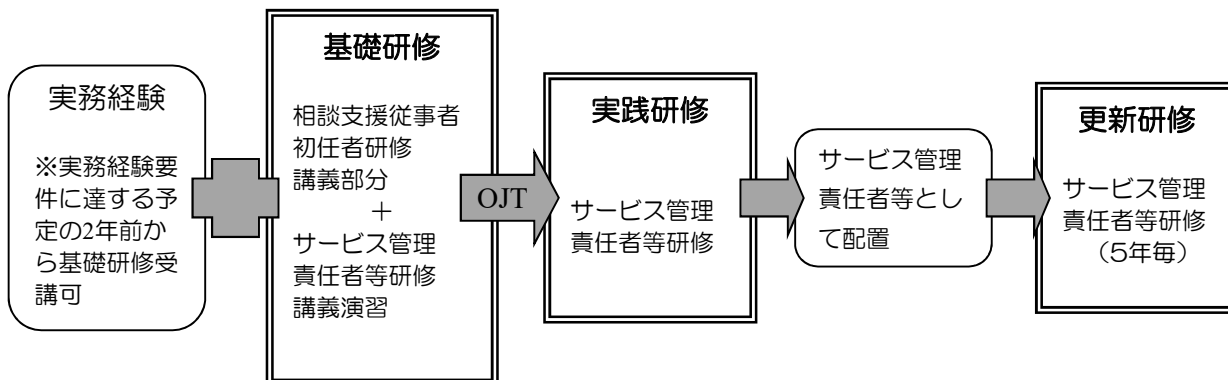 実務経験
※実務経験要
件に達する予
定の2年前か
ら基礎研修受
講可
基礎研修
相談支援従事者
初任者研修
講義部分
＋
サービス管理
責任者等研修
講義演習
OJT
実践研修
サービス管理
責任者等研修
サービス管理
責任者等とし
て配置
更新研修
サービス管理
責任者等研修
（5年毎）